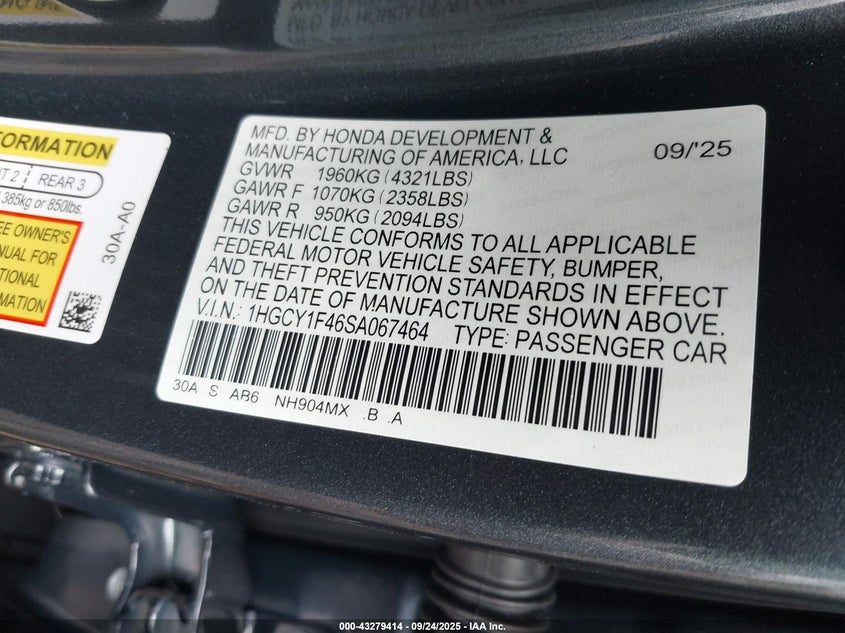 FORMATION
T 2 REAR 3
385kg or 850lbs.
EE OWNER'S
NUAL FOR
TIONAL
RMATION
30A-A0
MFD. BY HONDA DEVELOPMENT &
MANUFACTURING OF AMERICA, LLC 09/'25
GVWR 1960KG (4321LBS)
GAWR F 1070KG (2358LBS)
GAWR R 950KG (2094LBS)
THIS VEHICLE CONFORMS TO ALL APPLICABLE
FEDERAL MOTOR VEHICLE SAFETY, BUMPER,
AND THEFT PREVENTION STANDARDS IN EFFECT
ON THE DATE OF MANUFACTURE SHOWN ABOVE.
V.I.N.: 1HGCY1F46SA067464 TYPE: PASSENGER CAR
30A S AB6 NH904MX .B .A
000-43279414 - 09/24/2025 - IAA Inc.